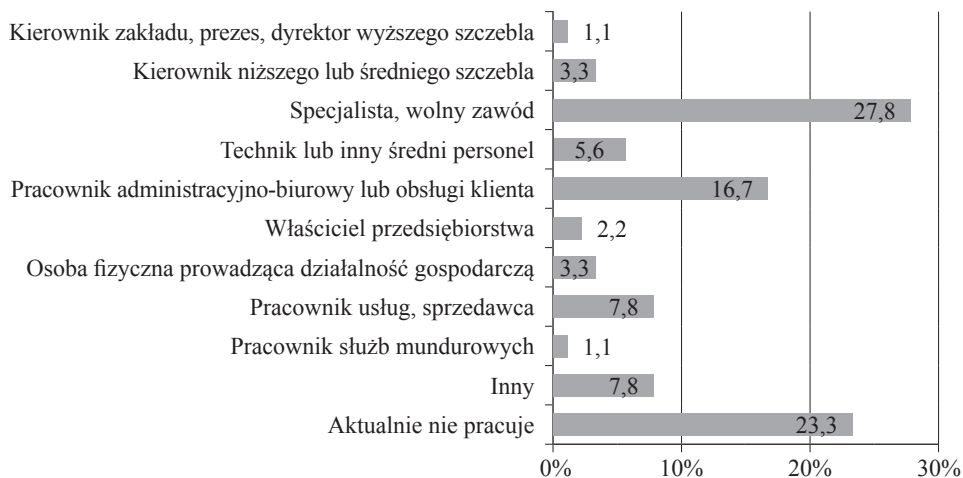 Kierownik zakładu, prezes, dyrektor wyższego szczebla 1,1
Kierownik niższego lub średniego szczebla 3,3
Specjalista, wolny zawód 27,8
Technik lub inny średni personel 5,6
Pracownik administracyjno-biurowy lub obsługi klienta 16,7
Właściciel przedsiębiorstwa 2,2
Osoba fizyczna prowadząca działalność gospodarczą 3,3
Pracownik usług, sprzedawca 7,8
Pracownik służb mundurowych 1,1
Inny 7,8
Aktualnie nie pracuje 23,3
0% 10% 20% 30%